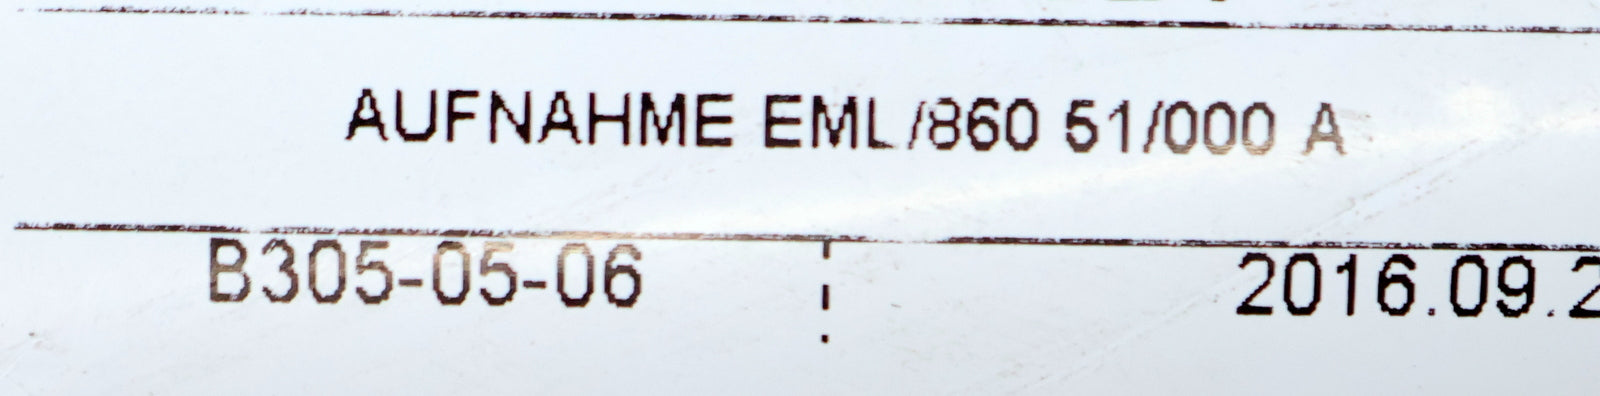 AUFNAHME EML/860 51/000 A
B305-05-06 2016.09.2